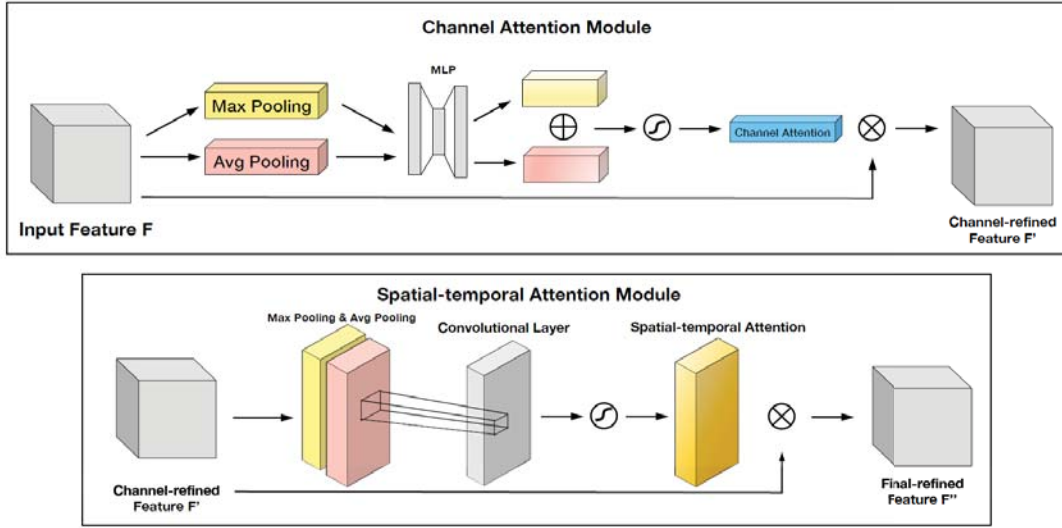 Channel Attention Module
MLP
Max Pooling
Avg Pooling
Channel Attention
Input Feature F
Channel-refined
Feature F'
Spatial-temporal Attention Module
Max Pooling & Avg Pooling
Convolutional Layer
Spatial-temporal Attention
Channel-refined
Feature F'
Final-refined
Feature F''